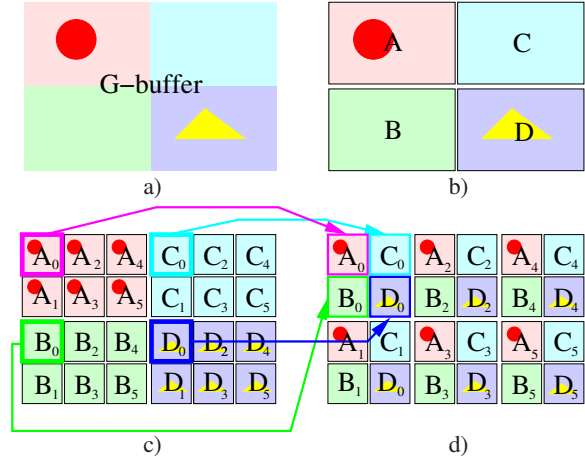 G−buffer
A C
B D
a) b)
A₀ A₂ A₄ C₀ C₂ C₄
A₁ A₃ A₅ C₁ C₃ C₅
B₀ B₂ B₄ D₀ D₂ D₄
B₁ B₃ B₅ D₁ D₃ D₅
c)
A₀ C₀ A₂ C₂ A₄ C₄
B₀ D₀ B₂ D₂ B₄ D₄
A₁ C₁ A₃ C₃ A₅ C₅
B₁ D₀ B₃ D₃ B₅ D₅
d)